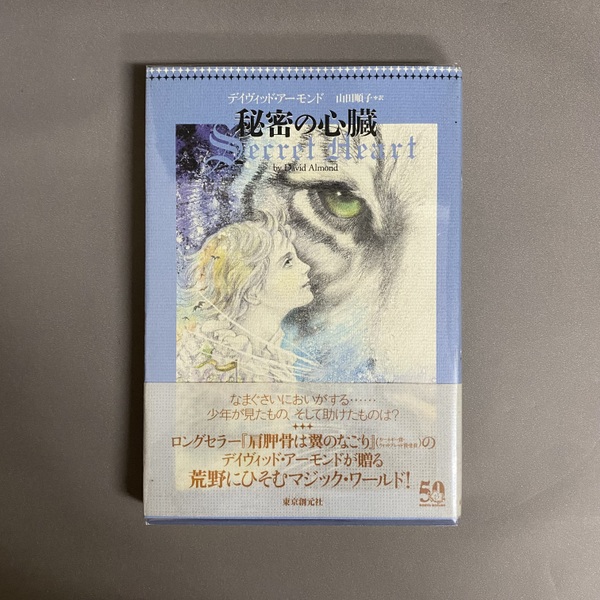 デイヴィッド・アーモンド 山田順子・訳
秘密の心臓
Secret Heart
by David Almond
なまぐさいにおいがする……
少年が見たもの、そして助けたものは?
ロングセラー『肩胛骨は翼のなごり』の
デイヴィッド・アーモンドが贈る
荒野にひそむマジック・ワールド!
東京創元社
50